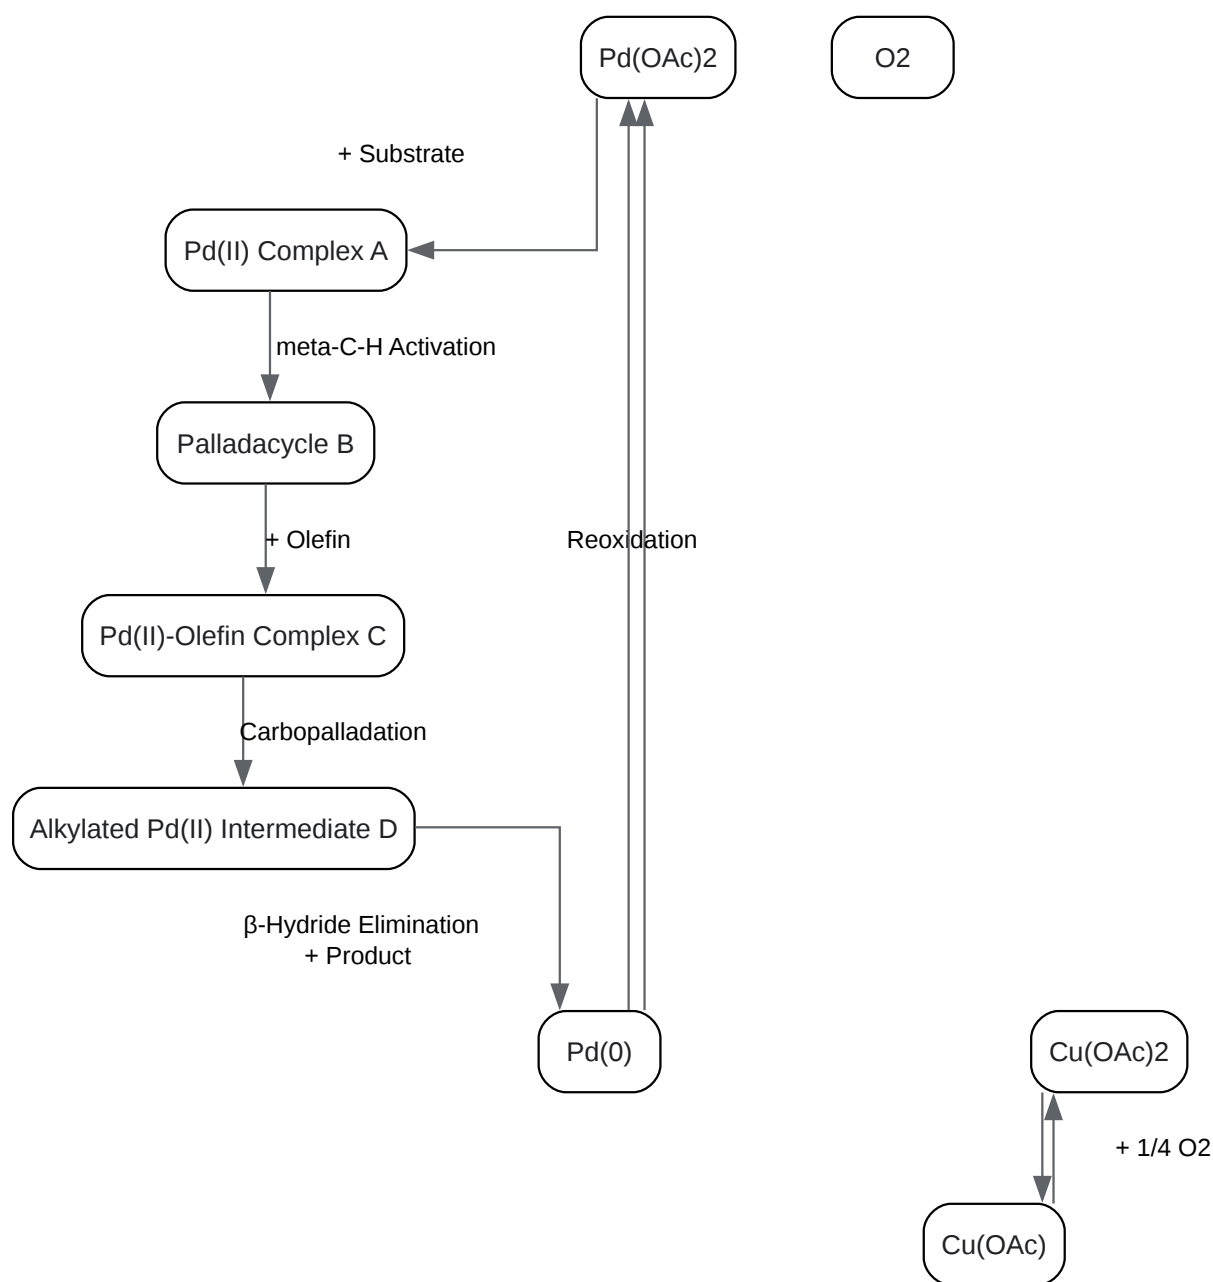 Pd(OAc)2
O2
+ Substrate
Pd(II) Complex A
meta-C-H Activation
Palladacycle B
+ Olefin
Reoxidation
Pd(II)-Olefin Complex C
Carbopalladation
Alkylated Pd(II) Intermediate D
β-Hydride Elimination
+ Product
Pd(0)
Cu(OAc)2
+ 1/4 O2
Cu(OAc)